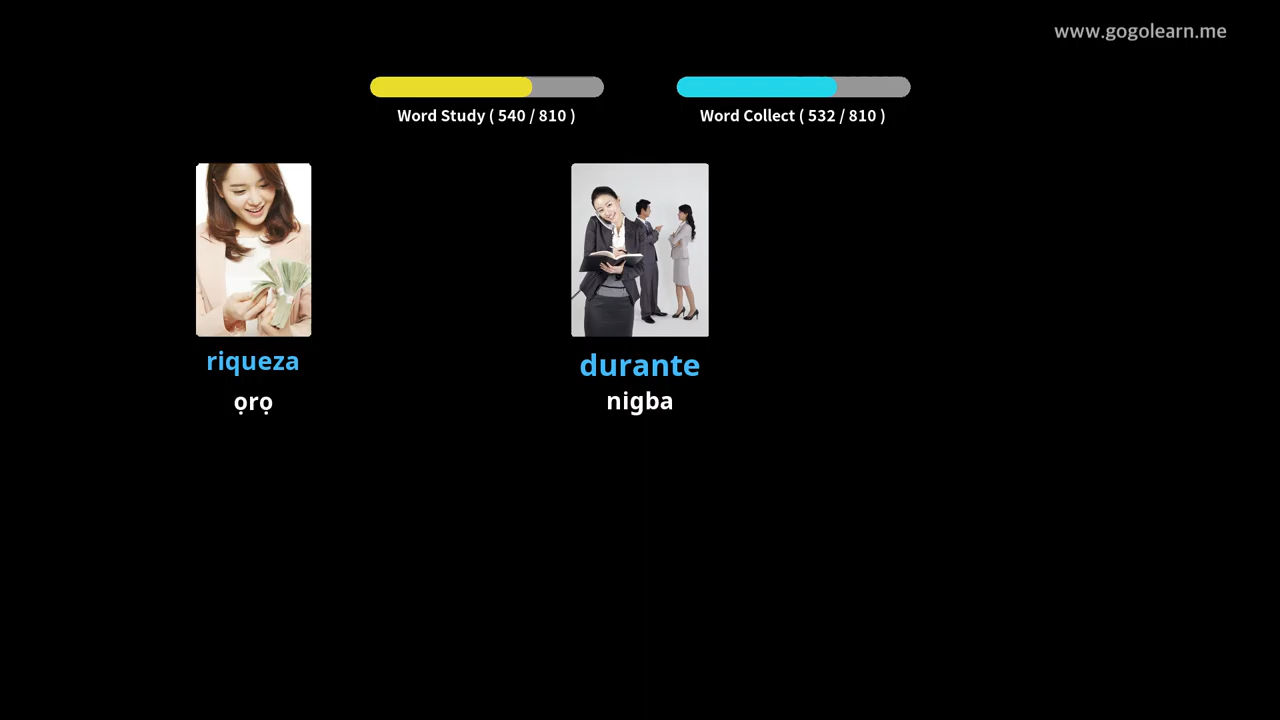 www.gogolearn.me
Word Study ( 540 / 810 )
Word Collect ( 532 / 810 )
riqueza
ọrọ
durante
nigba